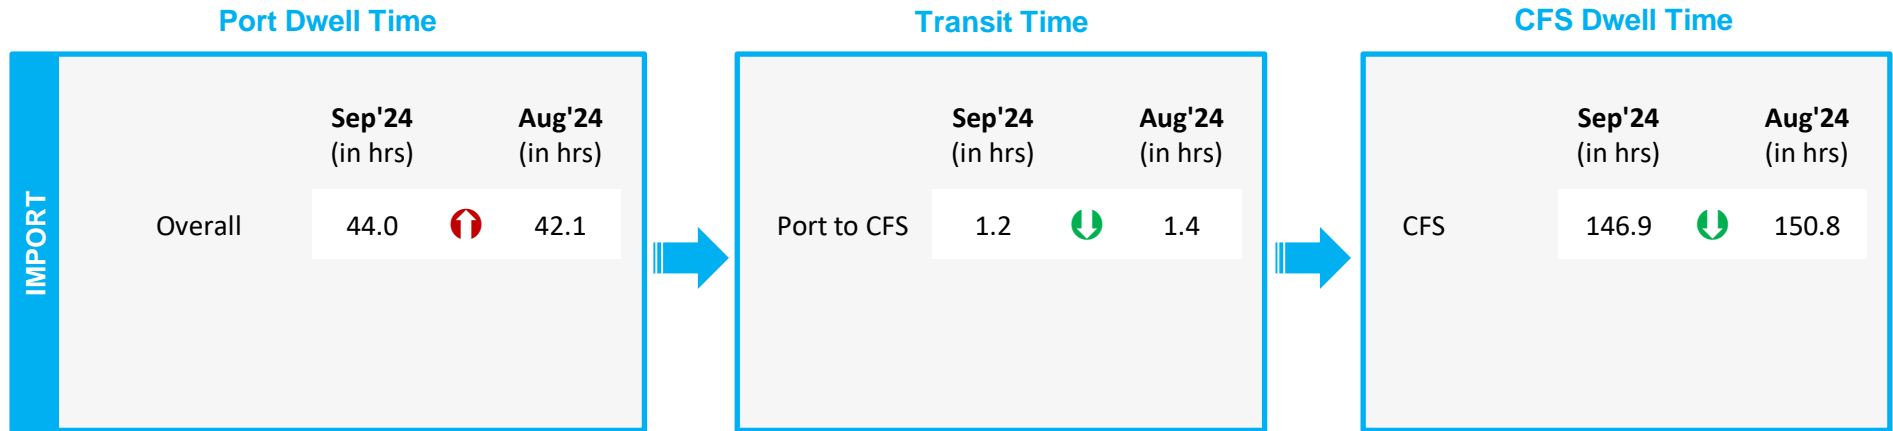 Port Dwell Time
Transit Time
CFS Dwell Time
IMPORT
Sep'24 Aug'24
(in hrs) (in hrs)
Overall 44.0 42.1
Sep'24 Aug'24
(in hrs) (in hrs)
Port to CFS 1.2 1.4
Sep'24 Aug'24
(in hrs) (in hrs)
CFS 146.9 150.8